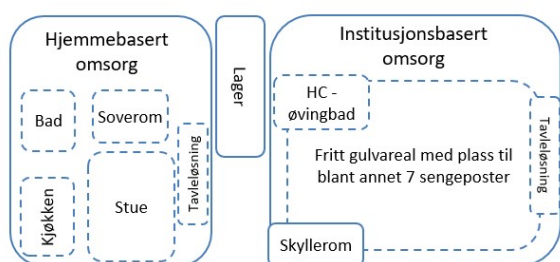 Hjemmebasert
omsorg
Bad
Soverom
Tavleløsning
Kjøkken
Stue
Lager
Institusjonsbasert
omsorg
HC -
øvingbad
Fritt gulvareal med plass til
blant annet 7 sengeposter
Tavleløsning
Skyllerom